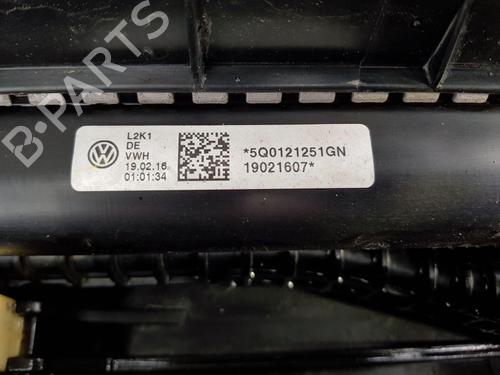 B-PARTS
L2K1
DE
VWH
19.02.16
01:01:34
*5Q0121251GN
19021607*